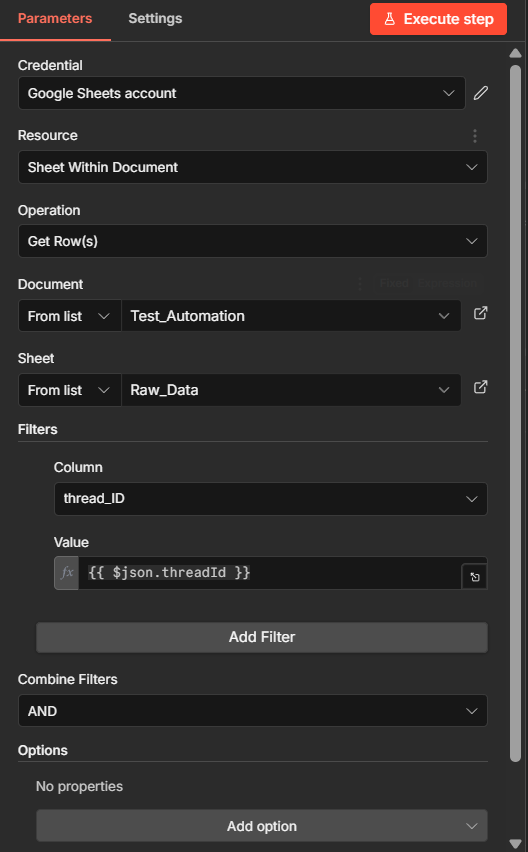 Parameters Settings Execute step
Credential
Google Sheets account
Resource
Sheet Within Document
Operation
Get Row(s)
Document Fixed Expression
From list Test_Automation
Sheet
From list Raw_Data
Filters
Column
thread_ID
Value
fx {{ $json.threadId }}
Add Filter
Combine Filters
AND
Options
No properties
Add option